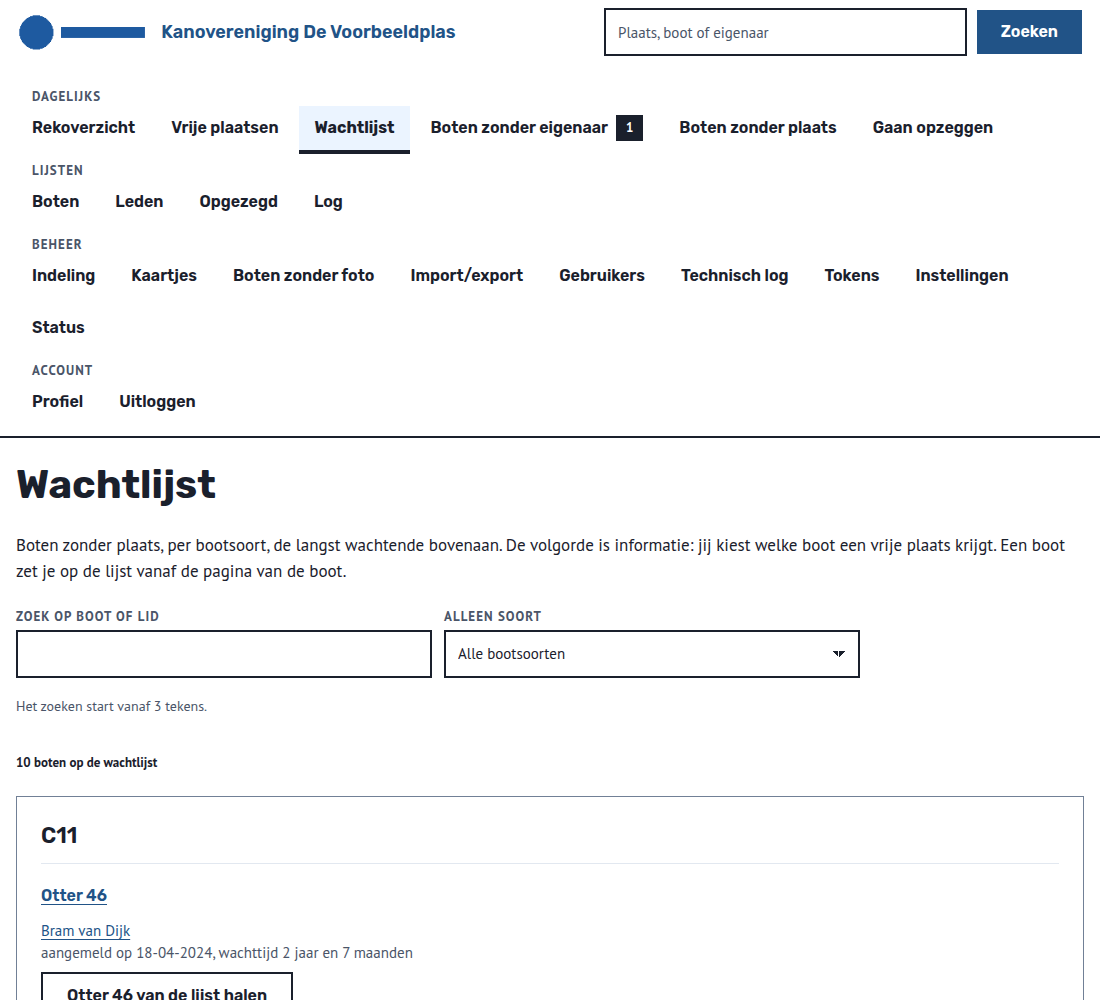 Kanovereniging De Voorbeeldplas
Plaats, boot of eigenaar
Zoeken
DAGELIJKS
Rekoverzicht Vrije plaatsen Wachtlijst Boten zonder eigenaar 1 Boten zonder plaats Gaan opzeggen
LIJSTEN
Boten Leden Opgezegd Log
BEHEER
Indeling Kaartjes Boten zonder foto Import/export Gebruikers Technisch log Tokens Instellingen
Status
ACCOUNT
Profiel Uitloggen
Wachtlijst
Boten zonder plaats, per bootsoort, de langst wachtende bovenaan. De volgorde is informatie: jij kiest welke boot een vrije plaats krijgt. Een boot
zet je op de lijst vanaf de pagina van de boot.
ZOEK OP BOOT OF LID ALLEEN SOORT
Alle bootsoorten
Het zoeken start vanaf 3 tekens.
10 boten op de wachtlijst
C11
Otter 46
Bram van Dijk
aangemeld op 18-04-2024, wachttijd 2 jaar en 7 maanden
Otter 46 van de lijst halen